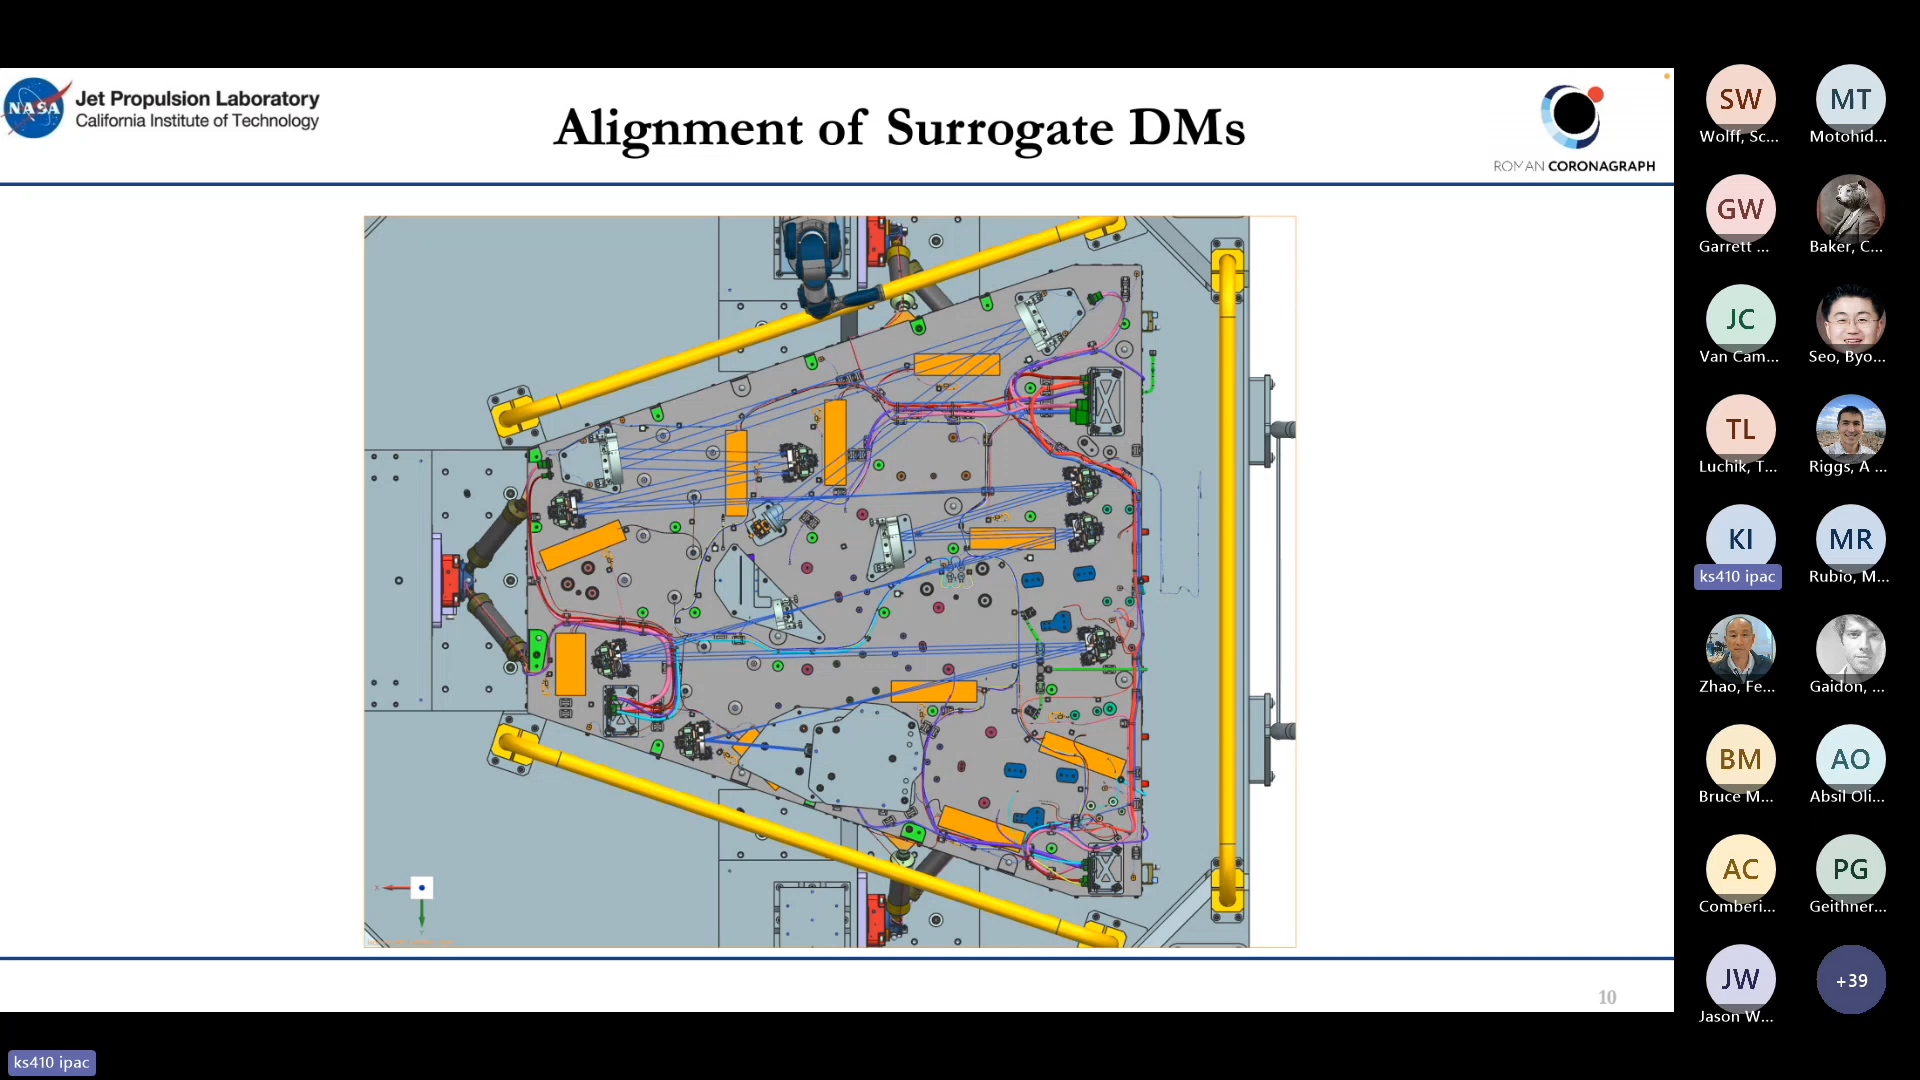 NASA
Jet Propulsion Laboratory
California Institute of Technology
Alignment of Surrogate DMs
ROMAN CORONAGRAPH
10
SW
Wolff, Sc...
MT
Motohid...
GW
Garrett ...
Baker, C...
JC
Van Cam...
Seo, Byo...
TL
Luchik, T...
Riggs, A ...
KI
ks410 ipac
MR
Rubio, M...
Zhao, Fe...
Gaidon, ...
BM
Bruce M...
AO
Absil Oli...
AC
Comberi...
PG
Geithner...
JW
Jason W...
+39
ks410 ipac